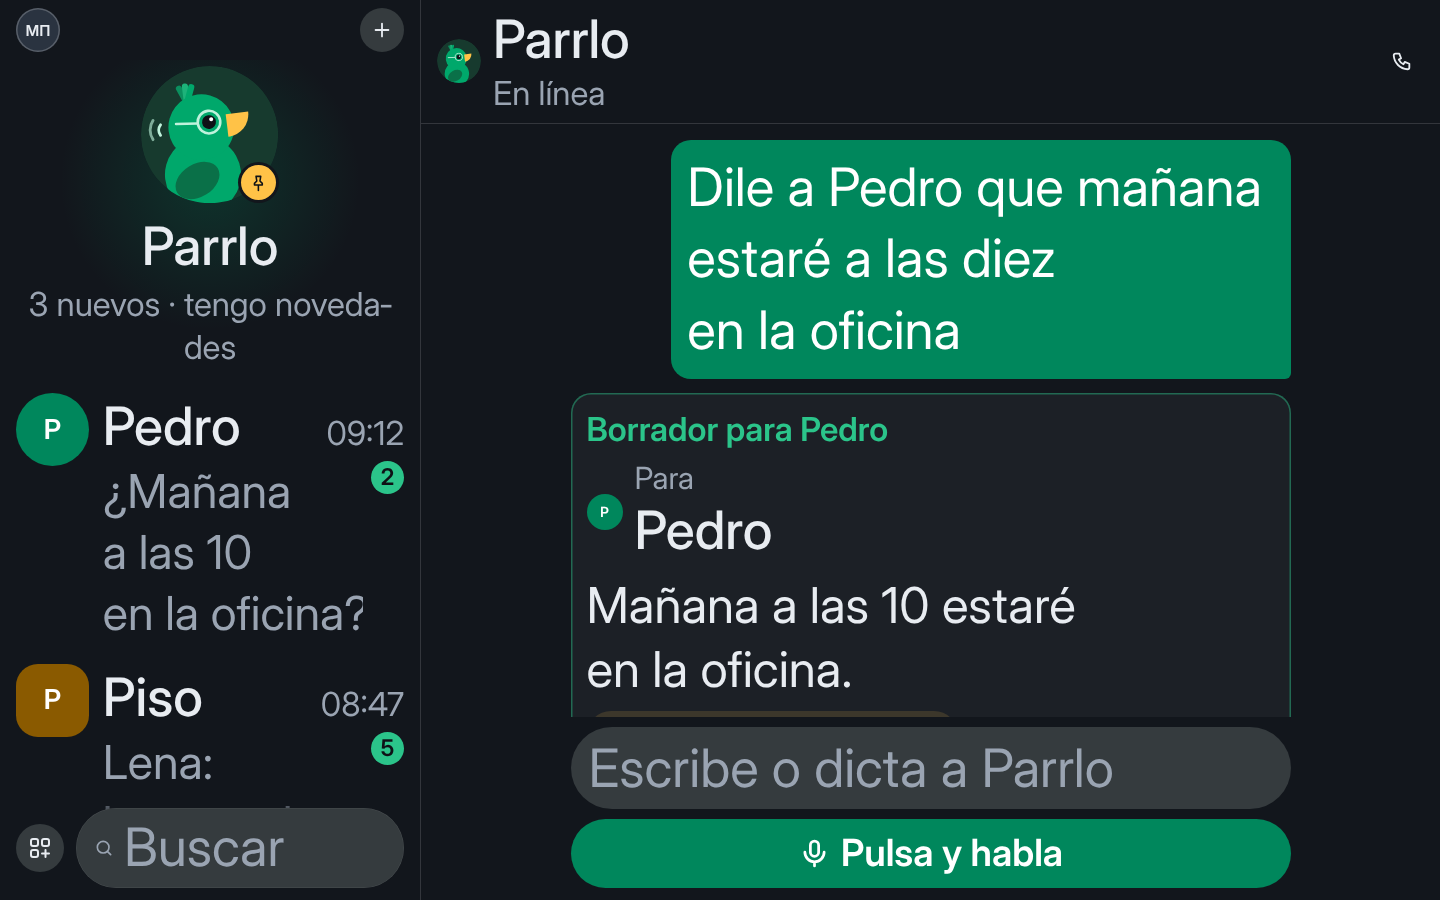 МП
Parrlo
3 nuevos · tengo noveda-
des
Pedro
09:12
¿Mañana
a las 10
en la oficina?
2
P
Piso
08:47
Lena:
5
P
Buscar
Parrlo
En línea
Dile a Pedro que mañana
estaré a las diez
en la oficina
Borrador para Pedro
Para
P
Pedro
Mañana a las 10 estaré
en la oficina.
Escribe o dicta a Parrlo
Pulsa y habla